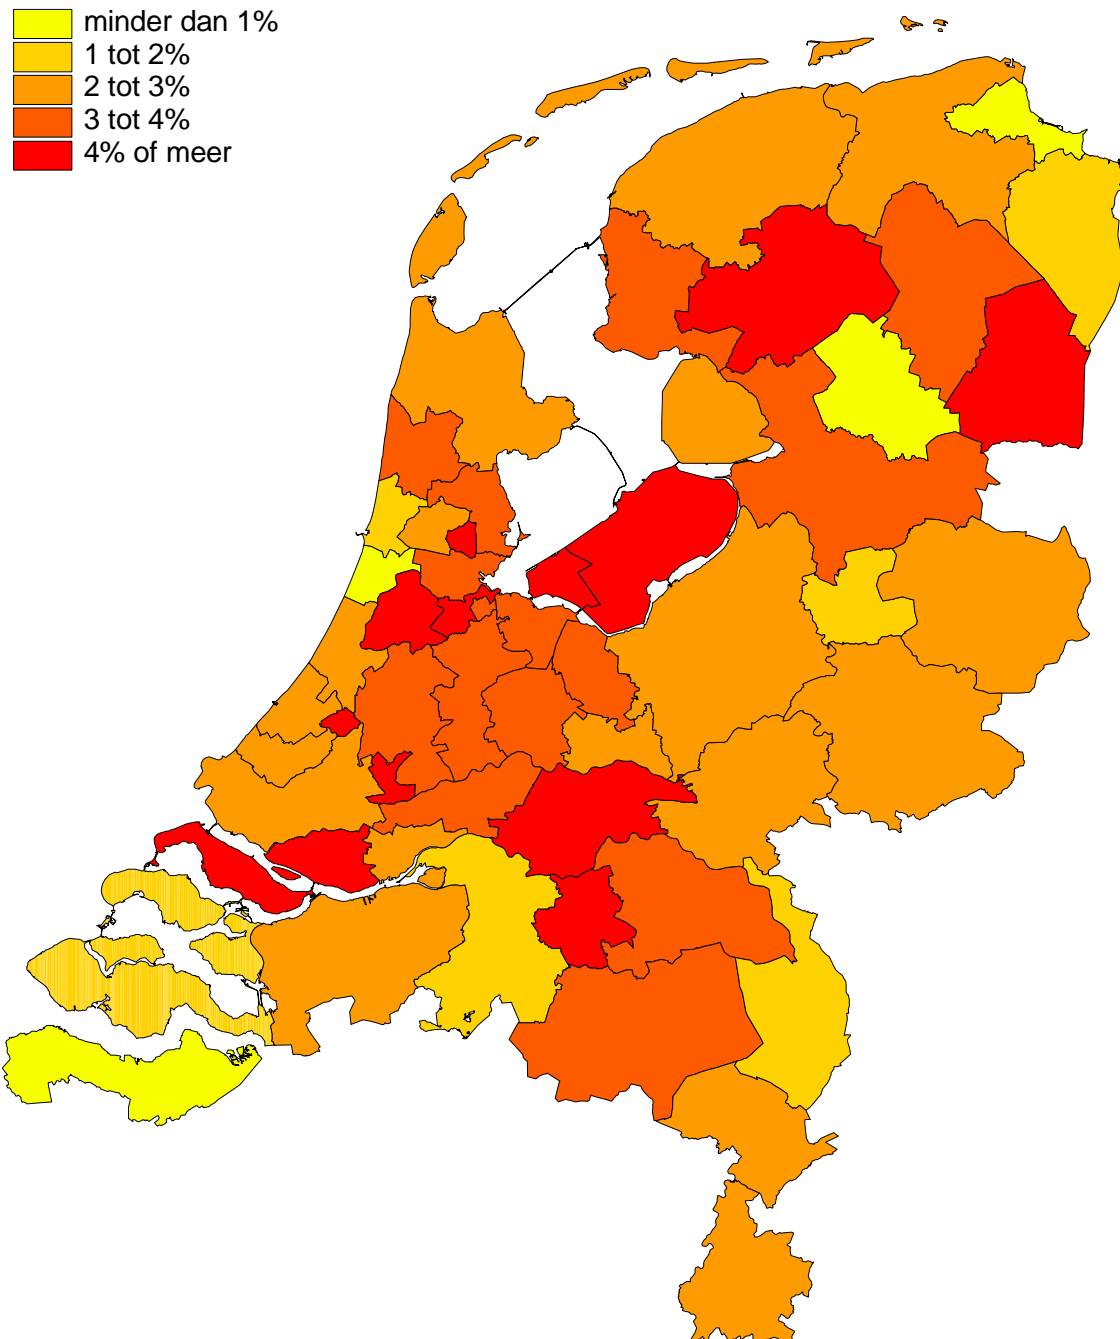 minder dan 1%
1 tot 2%
2 tot 3%
3 tot 4%
4% of meer